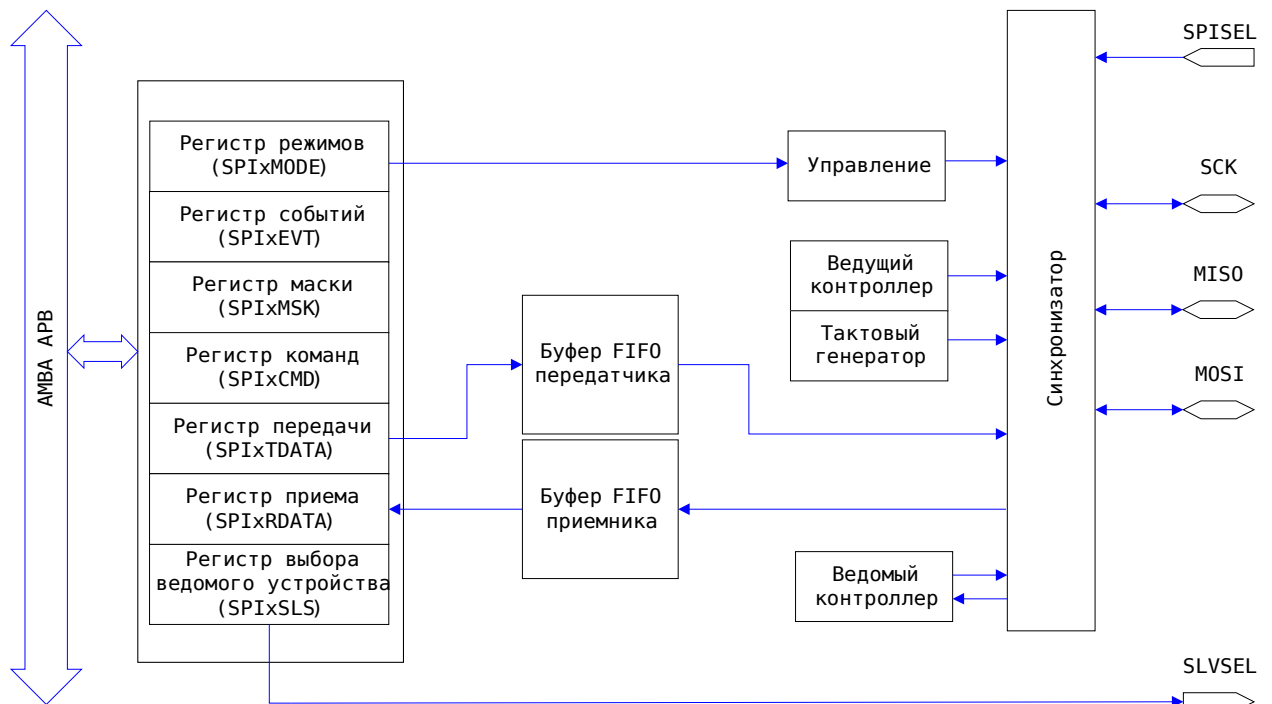 AMBA APB
Регистр режимов
(SPIxMODE)
Регистр событий
(SPIxEVT)
Регистр маски
(SPIxMSK)
Регистр команд
(SPIxCMD)
Регистр передачи
(SPIxTDATA)
Регистр приема
(SPIxRDATA)
Регистр выбора
ведомого устройства
(SPIxSLS)
Буфер FIFO
передатчика
Буфер FIFO
приемника
Управление
Ведущий
контроллер
Тактовый
генератор
Ведомый
контроллер
Синхронизатор
SPISEL
SCK
MISO
MOSI
SLVSEL